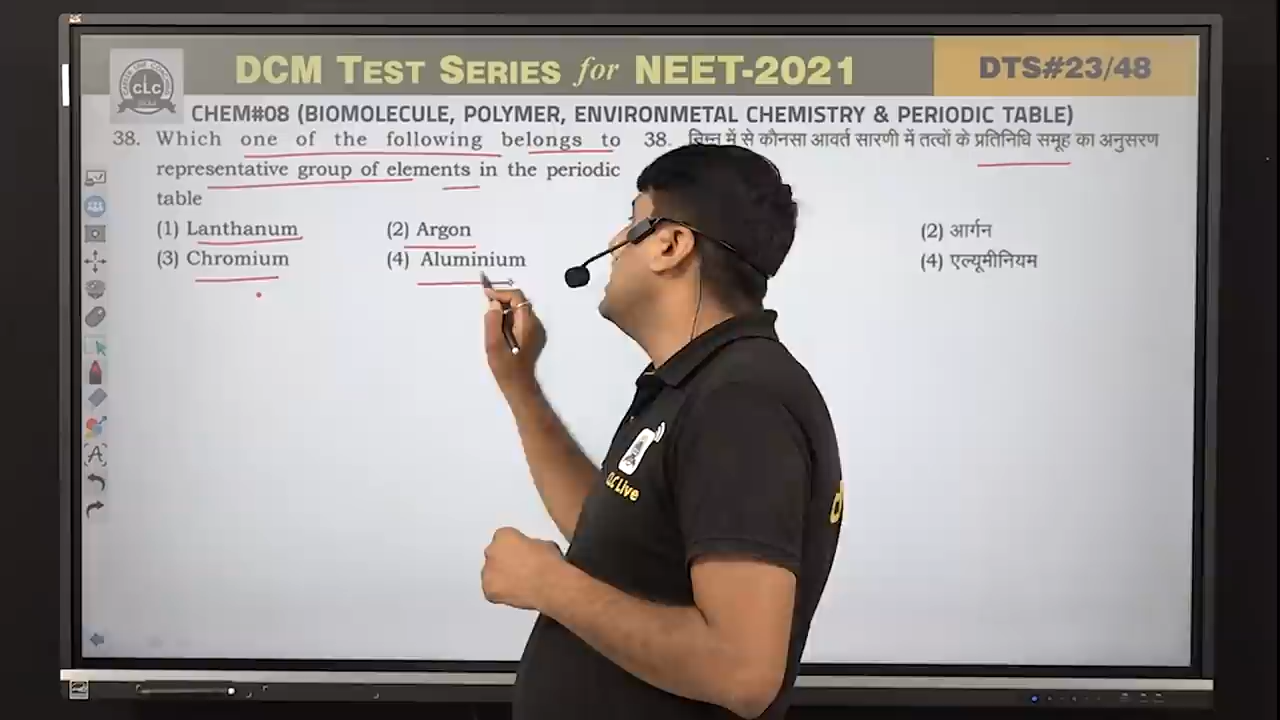 DCM TEST SERIES for NEET-2021
DTS#23/48
CLC
CHEM#08 (BIOMOLECULE, POLYMER, ENVIRONMETAL CHEMISTRY & PERIODIC TABLE)
38. Which one of the following belongs to
representative group of elements in the periodic
table
(1) Lanthanum (2) Argon
(3) Chromium (4) Aluminium
38. निम्न में से कौनसा आवर्त सारणी में तत्वों के प्रतिनिधि समूह का अनुसरण
(2) आर्गन
(4) एल्यूमीनियम
CLC Live